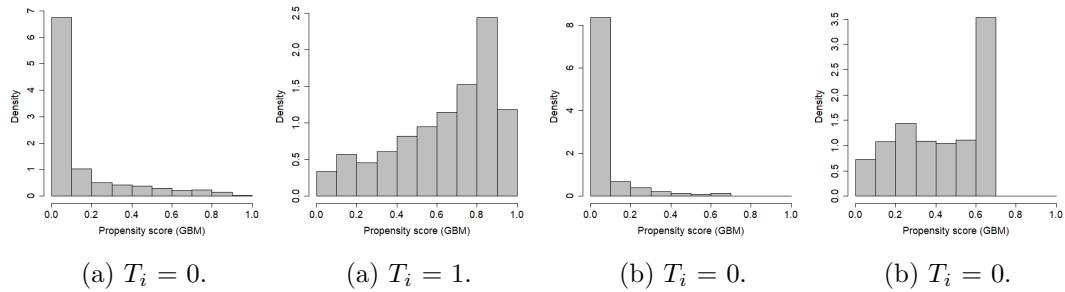 Density
0 1 2 3 4 5 6 7
0.0 0.2 0.4 0.6 0.8 1.0
Propensity score (GBM)
(a) T_i = 0.
Density
0.0 0.5 1.0 1.5 2.0 2.5
0.0 0.2 0.4 0.6 0.8 1.0
Propensity score (GBM)
(a) T_i = 1.
Density
0 2 4 6 8
0.0 0.2 0.4 0.6 0.8 1.0
Propensity score (GBM)
(b) T_i = 0.
Density
0.0 0.5 1.0 1.5 2.0 2.5 3.0 3.5
0.0 0.2 0.4 0.6 0.8 1.0
Propensity score (GBM)
(b) T_i = 0.